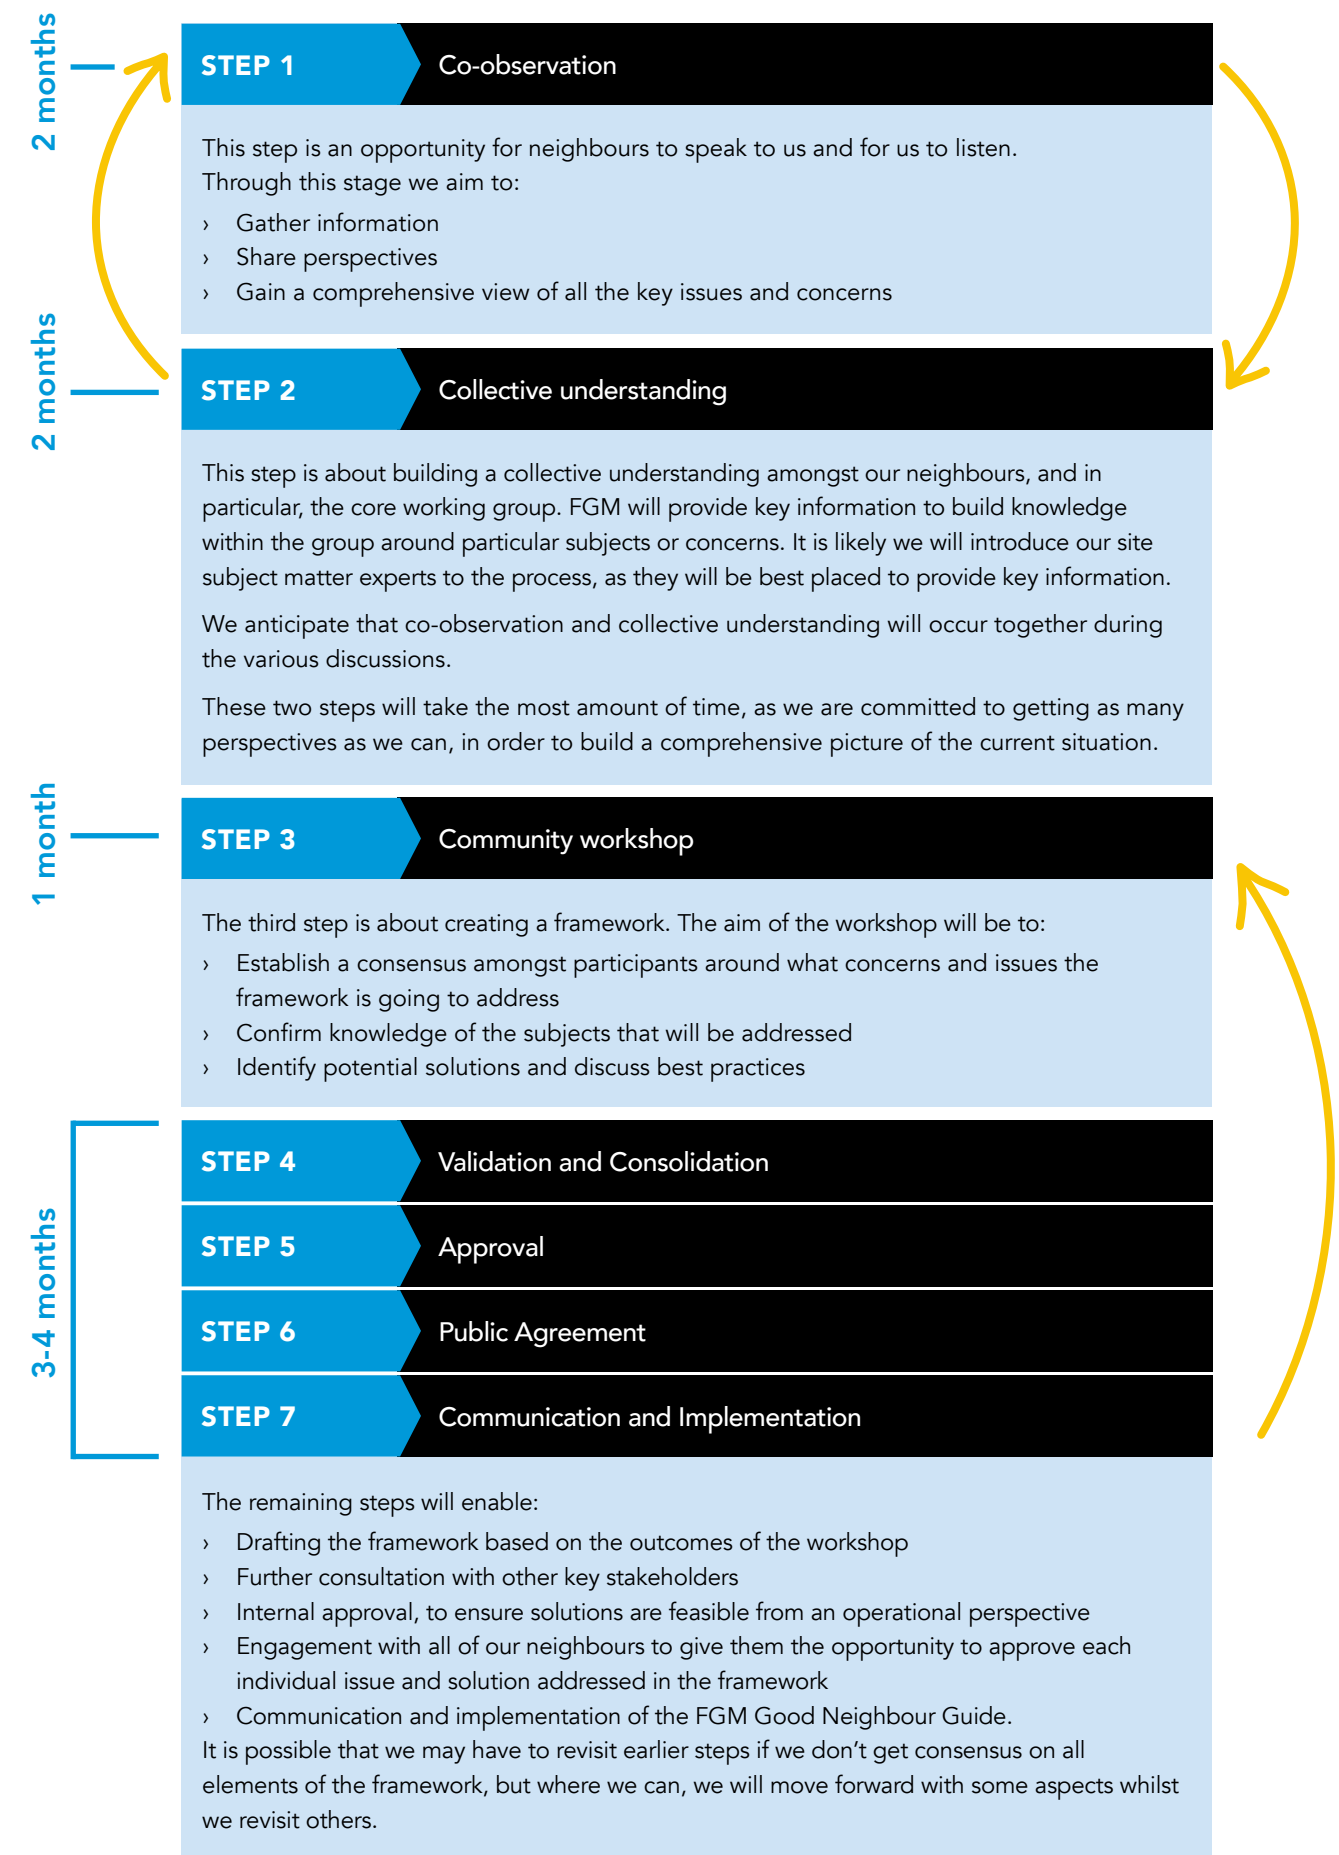 2 months
STEP 1
Co-observation
This step is an opportunity for neighbours to speak to us and for us to listen.
Through this stage we aim to:
› Gather information
› Share perspectives
› Gain a comprehensive view of all the key issues and concerns
2 months
STEP 2
Collective understanding
This step is about building a collective understanding amongst our neighbours, and in
particular, the core working group. FGM will provide key information to build knowledge
within the group around particular subjects or concerns. It is likely we will introduce our site
subject matter experts to the process, as they will be best placed to provide key information.
We anticipate that co-observation and collective understanding will occur together during
the various discussions.
These two steps will take the most amount of time, as we are committed to getting as many
perspectives as we can, in order to build a comprehensive picture of the current situation.
1 month
STEP 3
Community workshop
The third step is about creating a framework. The aim of the workshop will be to:
› Establish a consensus amongst participants around what concerns and issues the
framework is going to address
› Confirm knowledge of the subjects that will be addressed
› Identify potential solutions and discuss best practices
3-4 months
STEP 4
Validation and Consolidation
STEP 5
Approval
STEP 6
Public Agreement
STEP 7
Communication and Implementation
The remaining steps will enable:
› Drafting the framework based on the outcomes of the workshop
› Further consultation with other key stakeholders
› Internal approval, to ensure solutions are feasible from an operational perspective
› Engagement with all of our neighbours to give them the opportunity to approve each
individual issue and solution addressed in the framework
› Communication and implementation of the FGM Good Neighbour Guide.
It is possible that we may have to revisit earlier steps if we don’t get consensus on all
elements of the framework, but where we can, we will move forward with some aspects whilst
we revisit others.